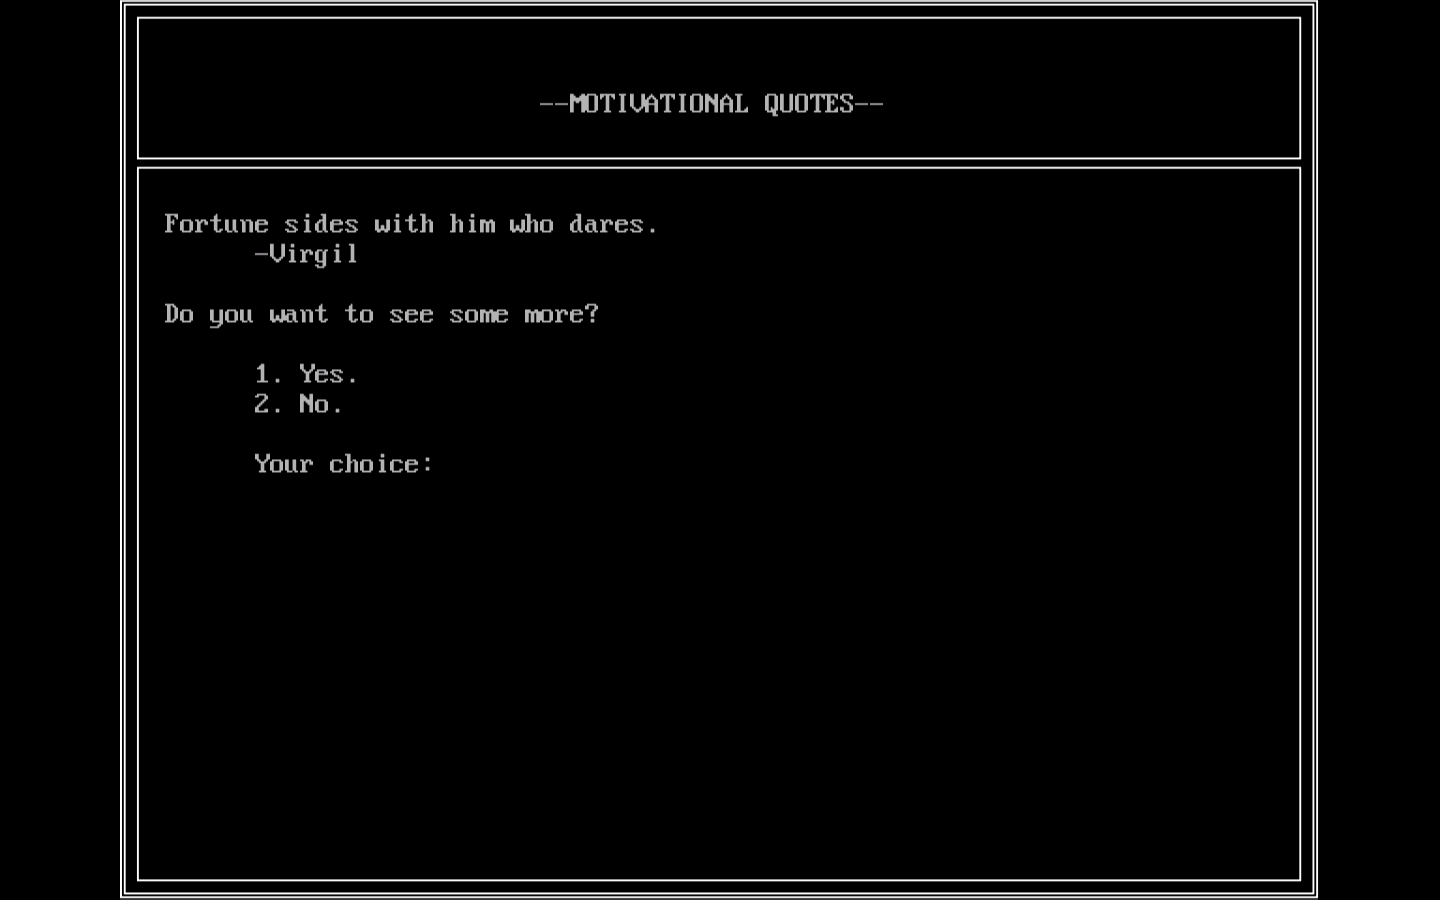 --MOTIVATIONAL QUOTES--
Fortune sides with him who dares.
-Virgil
Do you want to see some more?
1. Yes.
2. No.
Your choice: